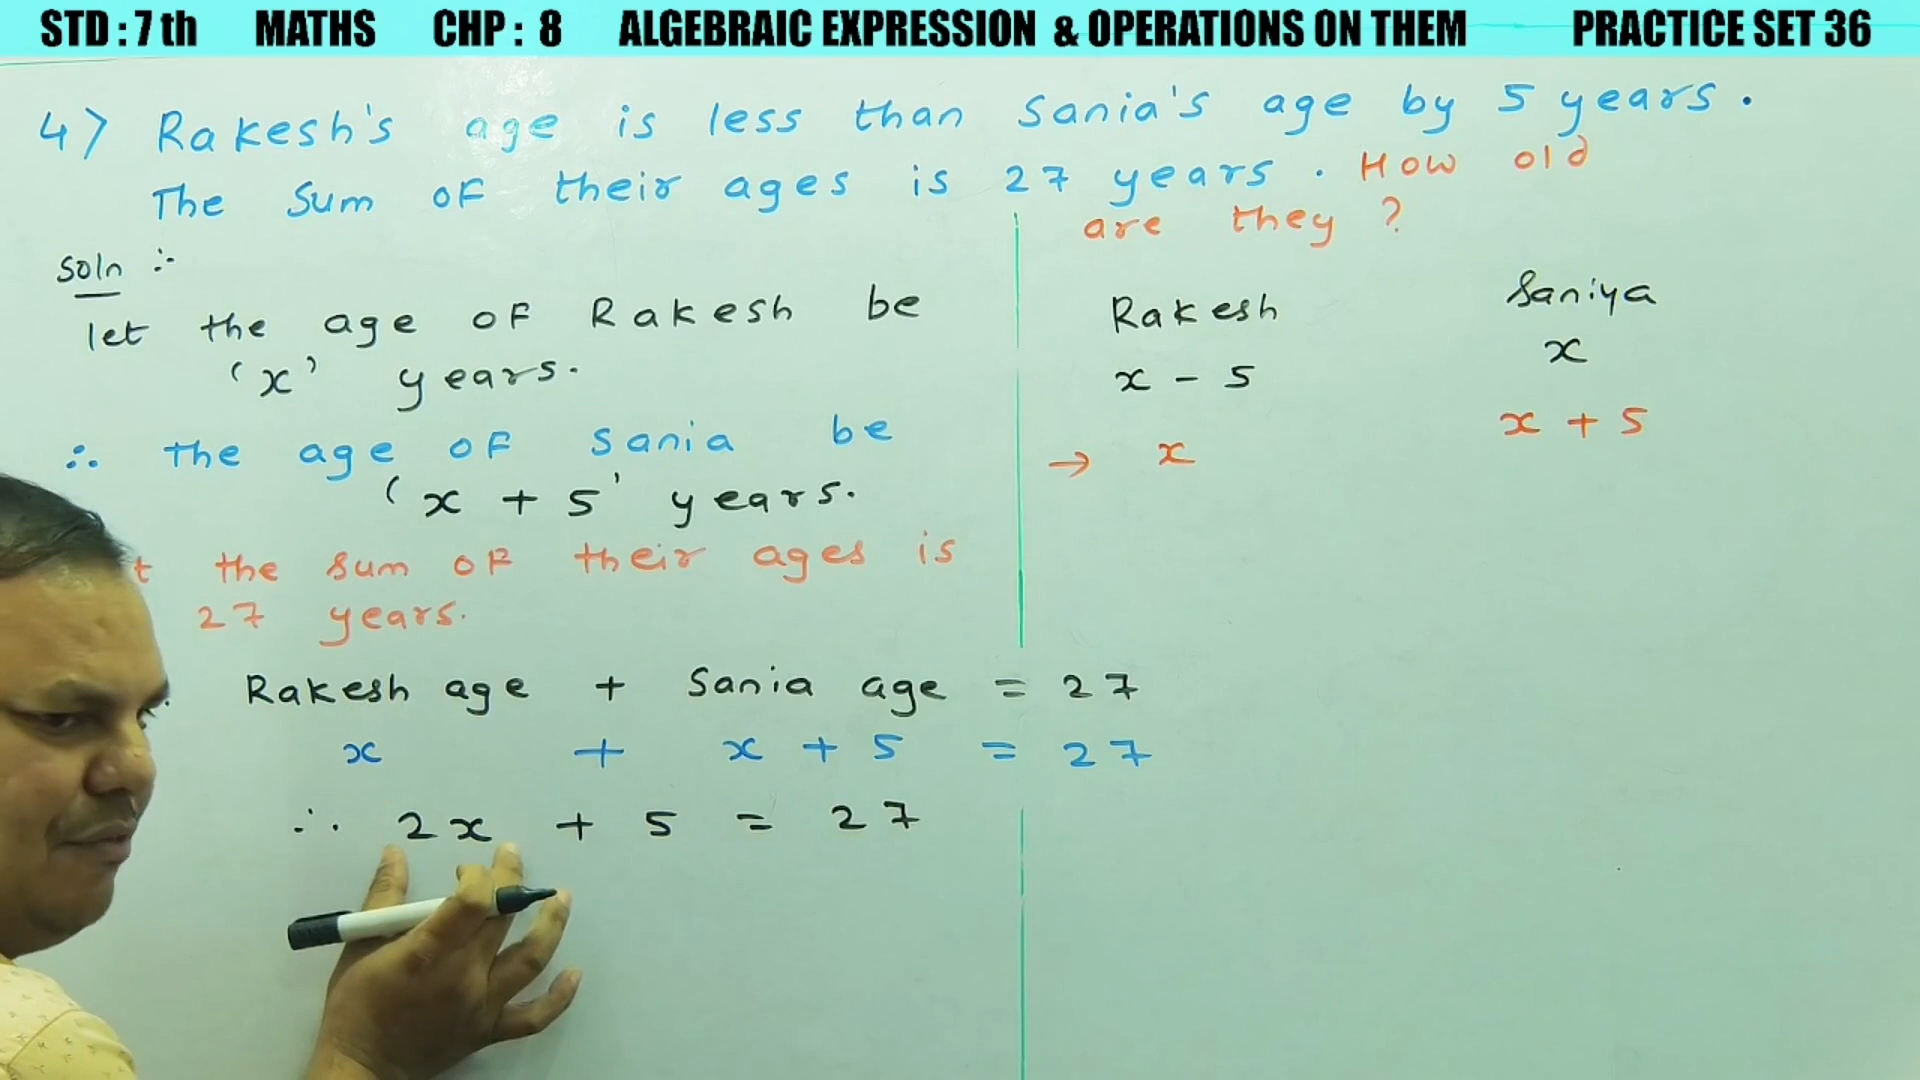 STD : 7 th MATHS CHP : 8 ALGEBRAIC EXPRESSION & OPERATIONS ON THEM PRACTICE SET 36
4) Rakesh's age is less than Sania's age by 5 years.
The sum of their ages is 27 years. How old
are they ?
Soln :-
let the age of Rakesh be
'x' years.
∴ the age of Sania be
'x + 5' years.
t the sum of their ages is
27 years.
Rakesh age + Sania age = 27
x + x + 5 = 27
∴ 2x + 5 = 27
Rakesh Saniya
x - 5 x
→ x x + 5